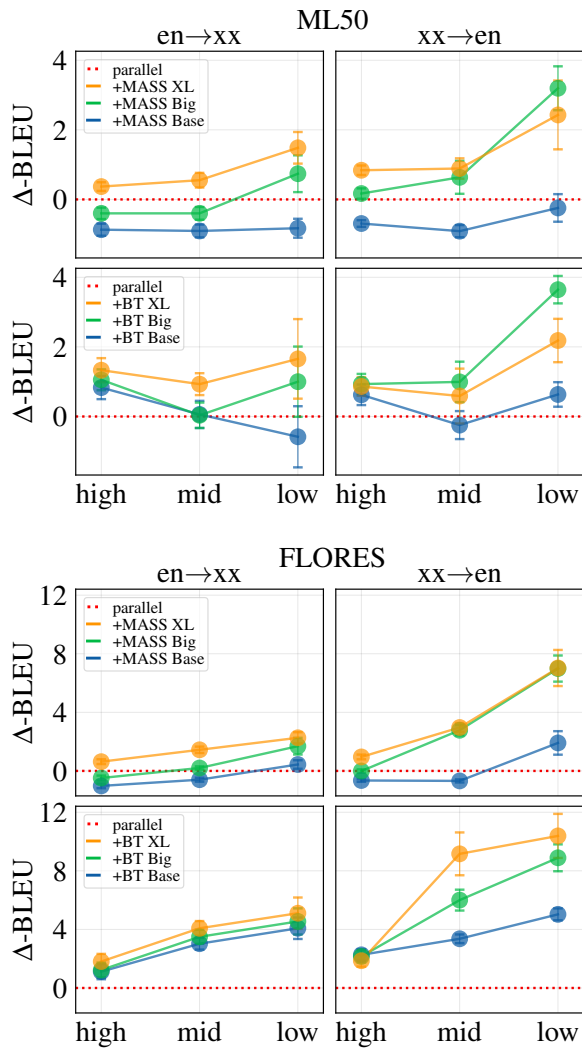 ML50
en→xx xx→en
4
2
0
Δ-BLEU
parallel
+MASS XL
+MASS Big
+MASS Base
4
2
0
Δ-BLEU
parallel
+BT XL
+BT Big
+BT Base
high mid low high mid low
FLORES
en→xx xx→en
12
8
4
0
Δ-BLEU
parallel
+MASS XL
+MASS Big
+MASS Base
12
8
4
0
Δ-BLEU
parallel
+BT XL
+BT Big
+BT Base
high mid low high mid low